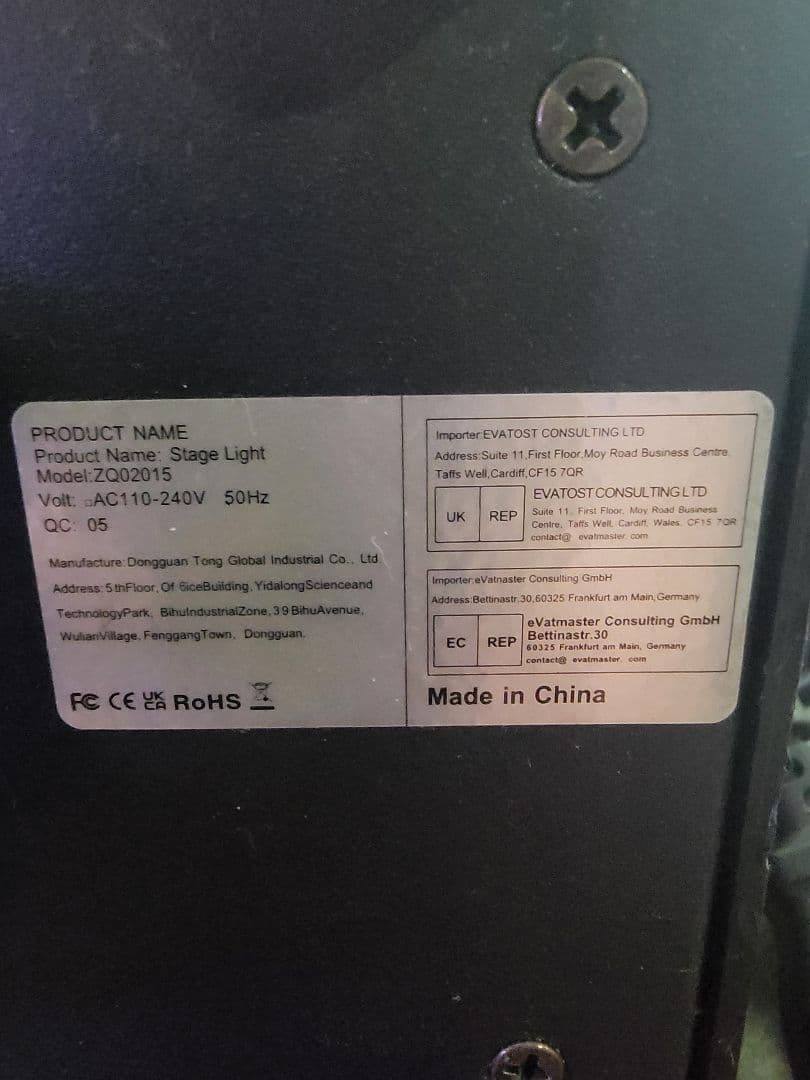 PRODUCT NAME
Product Name: Stage Light
Model:ZQ02015
Volt: □AC110-240V 50Hz
QC: 05
Manufacture: Dongguan Tong Global Industrial Co., Ltd
Address: 5thFloor, Of 6iceBuilding, YidalongScienceand
TechnologyPark, BihuIndustrialZone, 39BihuAvenue,
WulianVillage, FenggangTown, Dongguan.
FC CE UK CA RoHS
Importer:EVATOST CONSULTING LTD
Address:Suite 11,First Floor,Moy Road Business Centre,
Taffs Well,Cardiff,CF15 7QR
UK REP
EVATOST CONSULTING LTD
Suite 11, First Floor, Moy Road Business
Centre, Taffs Well, Cardiff, Wales, CF15 7QR
contact@ evatmaster. com
Importer:eVatnaster Consulting GmbH
Address:Bettinastr.30,60325 Frankfurt am Main,Germany
EC REP
eVatmaster Consulting GmbH
Bettinastr.30
60325 Frankfurt am Main, Germany
contact@ evatmaster. com
Made in China